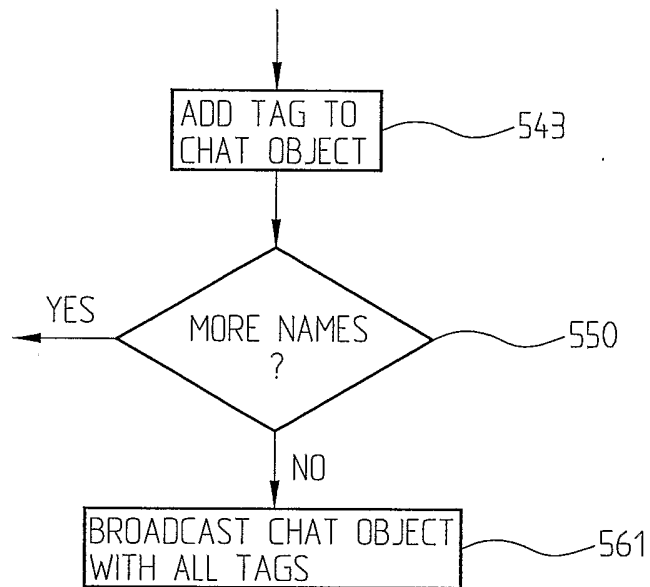 ADD TAG TO
CHAT OBJECT
543
YES
MORE NAMES
?
550
NO
BROADCAST CHAT OBJECT
WITH ALL TAGS
561